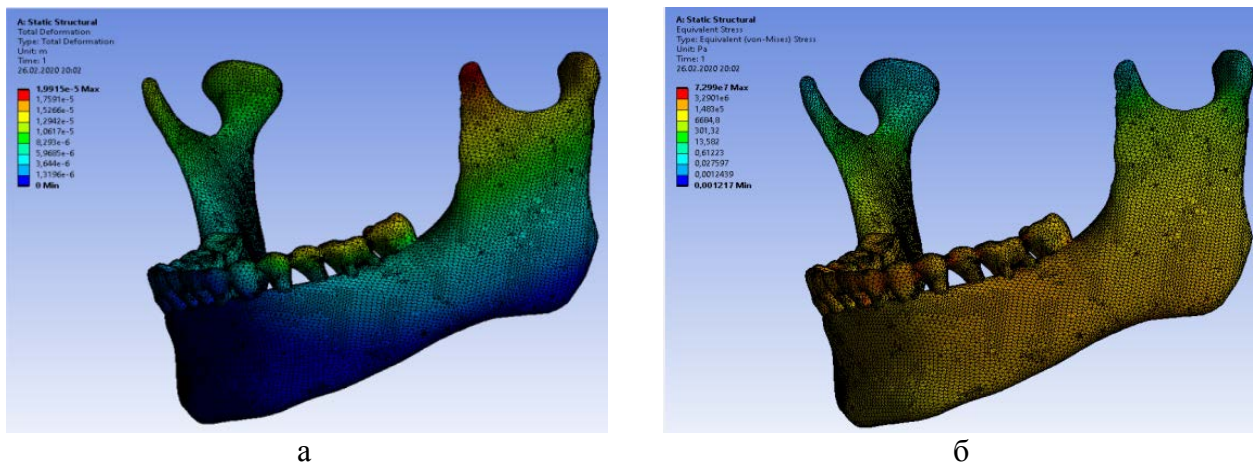 A: Static Structural
Total Deformation
Type: Total Deformation
Unit: m
Time: 1
26.02.2020 20:02
1,9915e-5 Max
1,7591e-5
1,5266e-5
1,2942e-5
1,0617e-5
8,293e-6
5,9685e-6
3,644e-6
1,3196e-6
0 Min
а
A: Static Structural
Equivalent Stress
Type: Equivalent (von-Mises) Stress
Unit: Pa
Time: 1
26.02.2020 20:02
7,299e7 Max
3,2901e6
1,483e5
6684,8
301,32
13,582
0,61223
0,027597
0,0012439
0,001217 Min
б